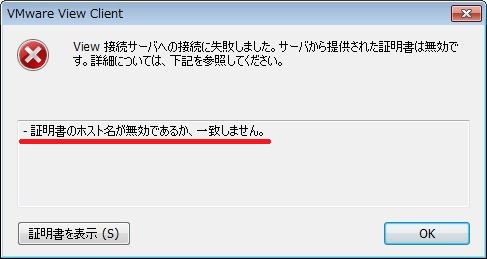 VMware View Client
View 接続サーバへの接続に失敗しました。サーバから提供された証明書は無効で
す。詳細については、下記を参照してください。
- 証明書のホスト名が無効であるか、一致しません。
証明書を表示 (S)
OK